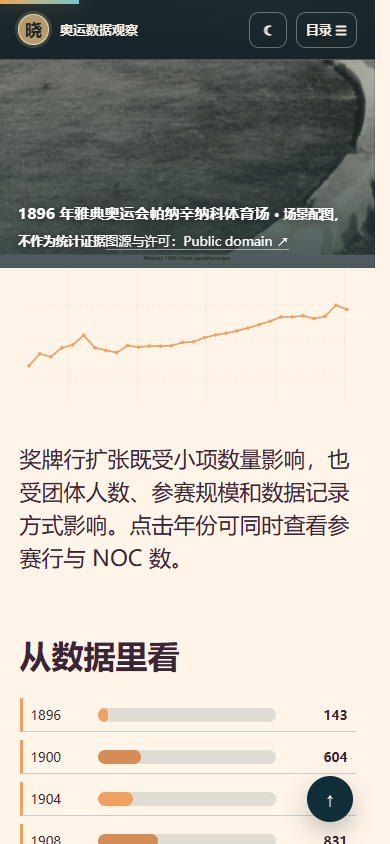 晓 奥运数据观察
目录 ☰
1896 年雅典奥运会帕纳辛纳科体育场 • 场景配图,
不作为统计证据图源与许可：Public domain ↗
奖牌行扩张既受小项数量影响，也
受团体人数、参赛规模和数据记录
方式影响。点击年份可同时查看参
赛行与 NOC 数。
从数据里看
1896 143
1900 604
1904
↑
1908 831